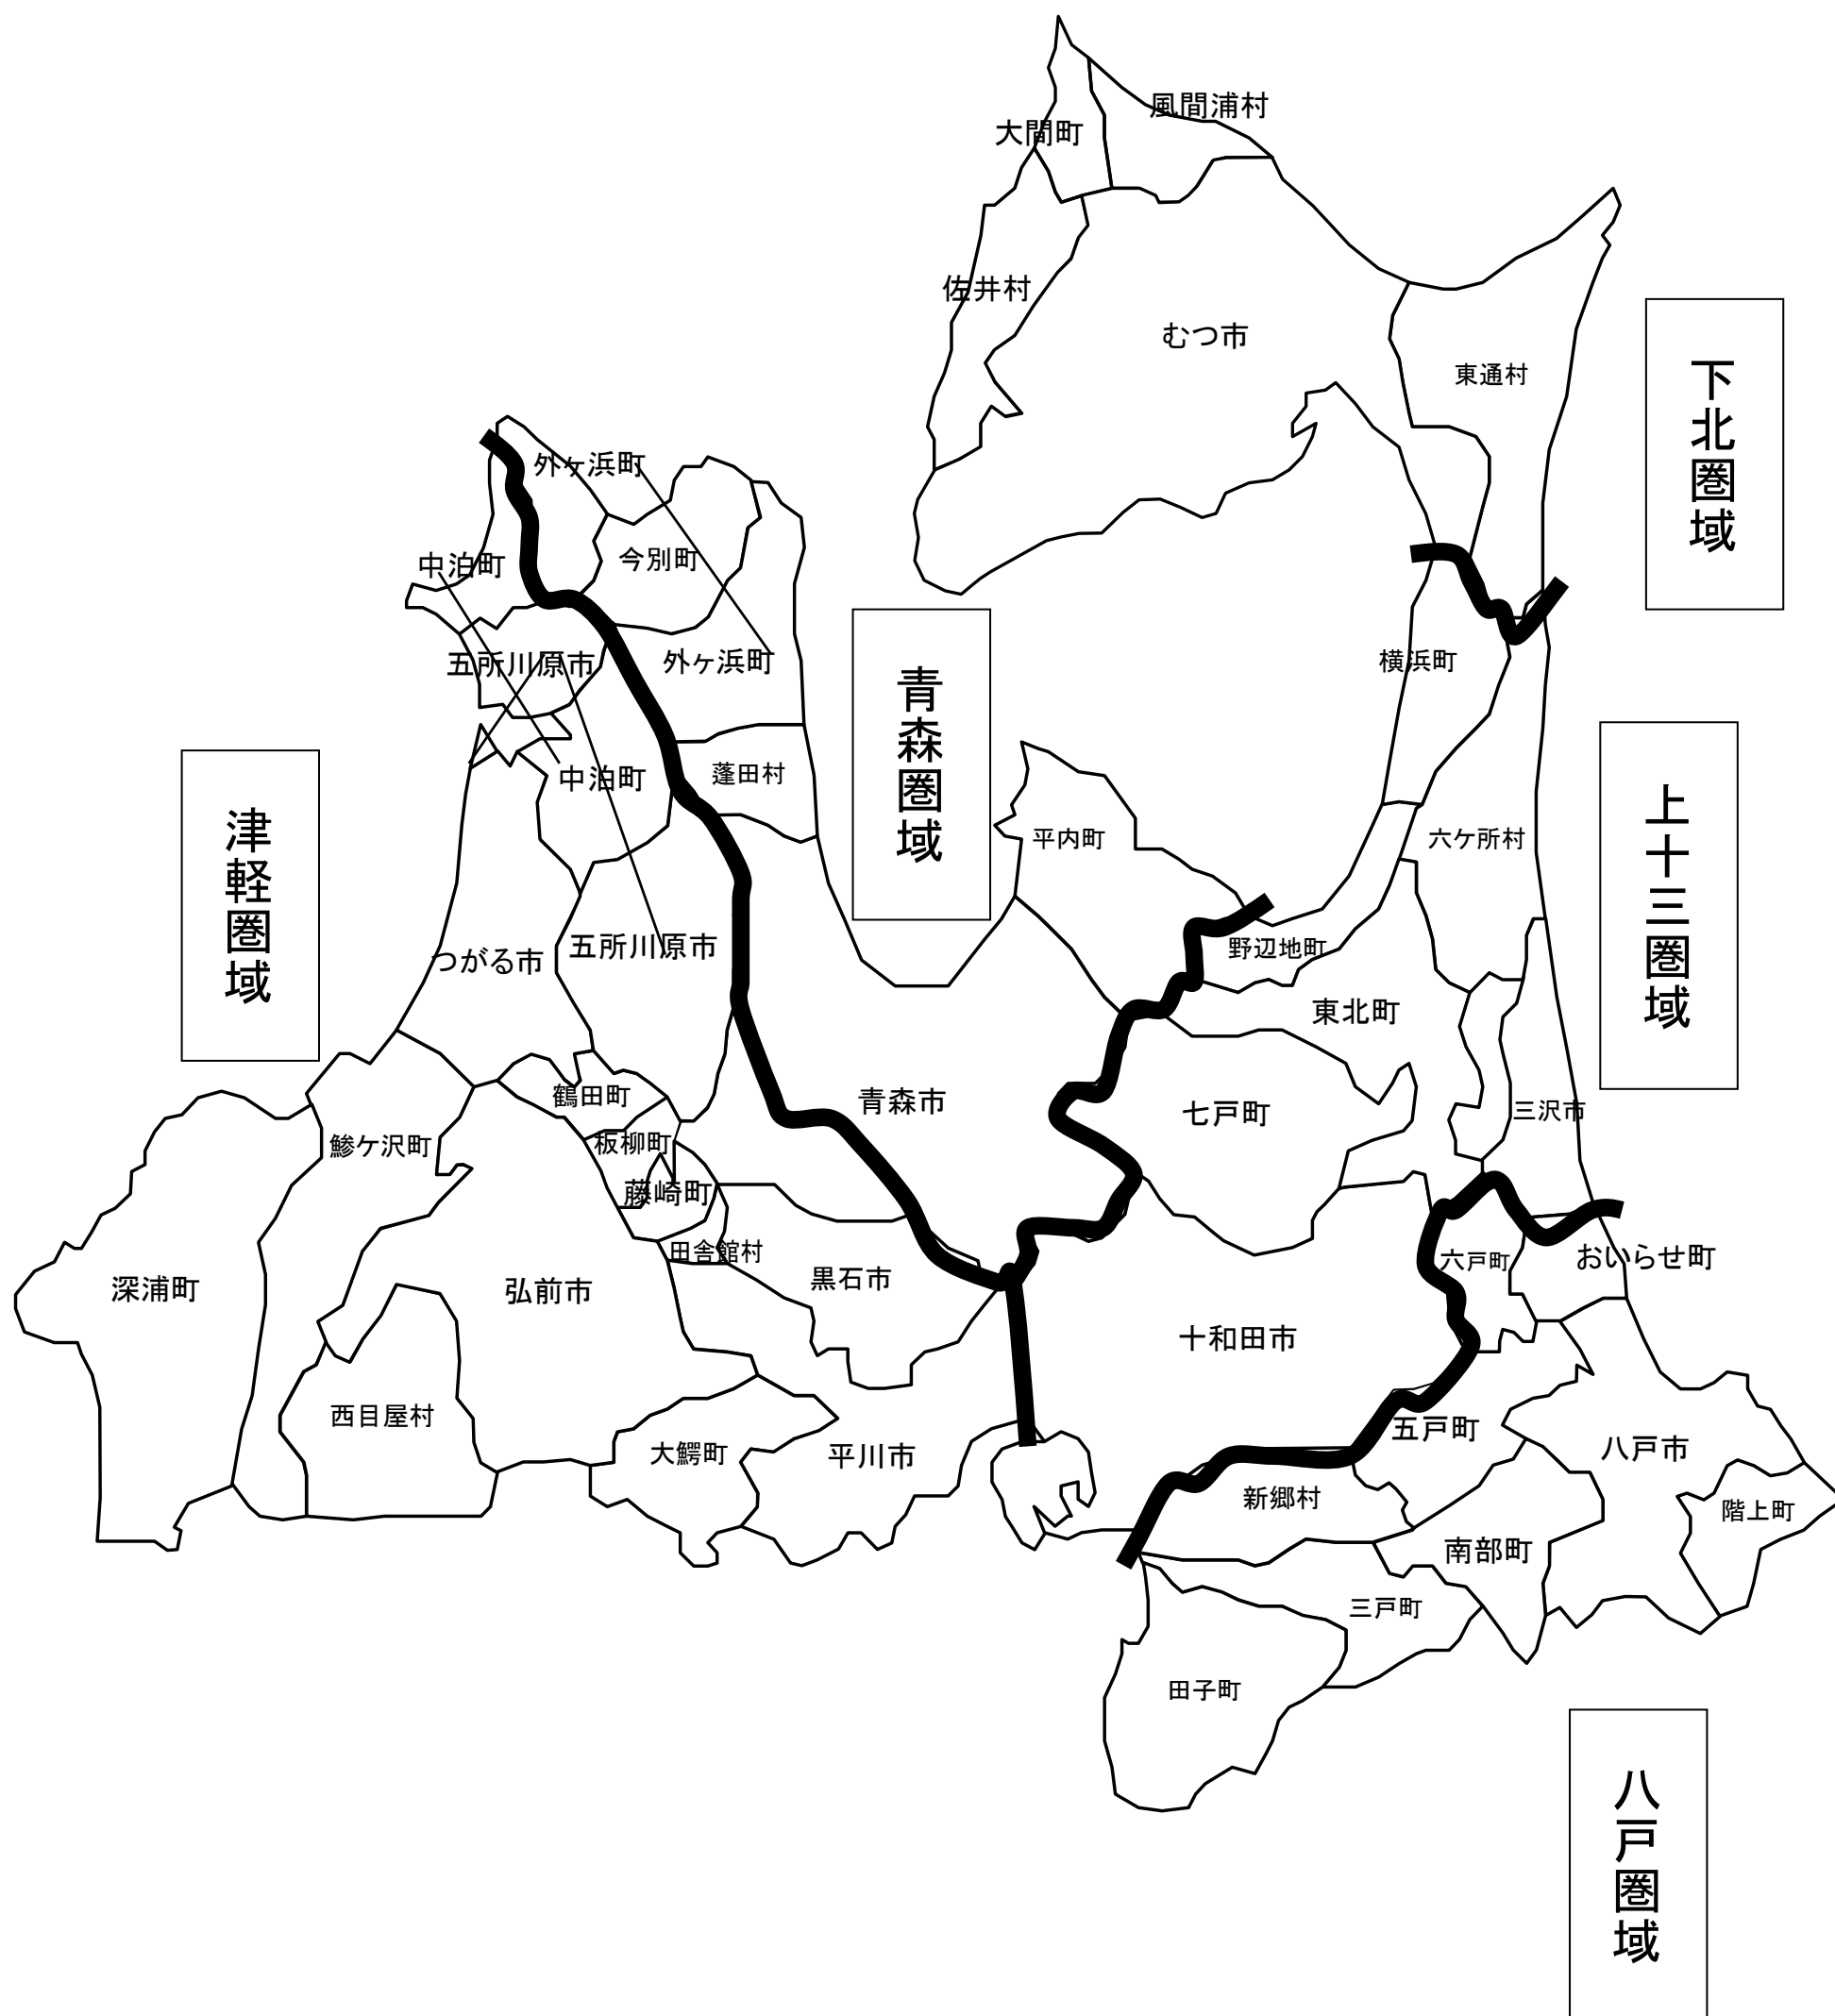 風間浦村
大間町
佐井村
むつ市
東通村
下北圏域
外ヶ浜町
今別町
中泊町
五所川原市
外ヶ浜町
横浜町
青森圏域
中泊町
蓬田村
平内町
六ケ所村
上十三圏域
津軽圏域
つがる市
五所川原市
野辺地町
東北町
鶴田町
青森市
七戸町
三沢市
鰺ケ沢町
板柳町
藤崎町
田舎館村
六戸町
おいらせ町
深浦町
弘前市
黒石市
十和田市
西目屋村
大鰐町
平川市
五戸町
八戸市
新郷村
階上町
南部町
三戸町
田子町
八戸圏域